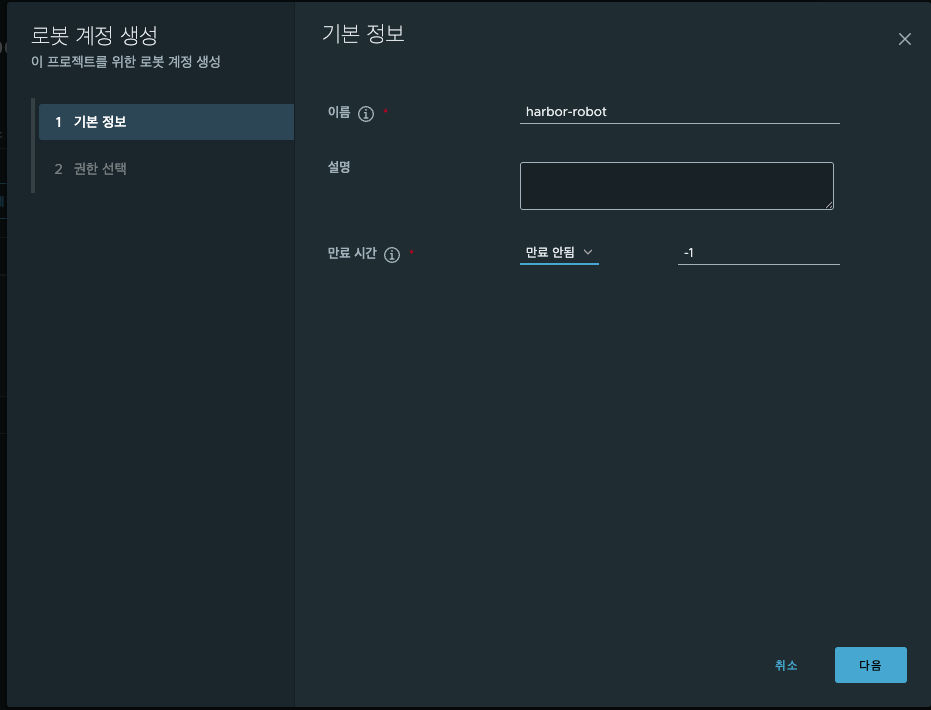 로봇 계정 생성
이 프로젝트를 위한 로봇 계정 생성
1 기본 정보
2 권한 선택
기본 정보
이름 *
harbor-robot
설명
만료 시간 *
만료 안됨
-1
취소
다음